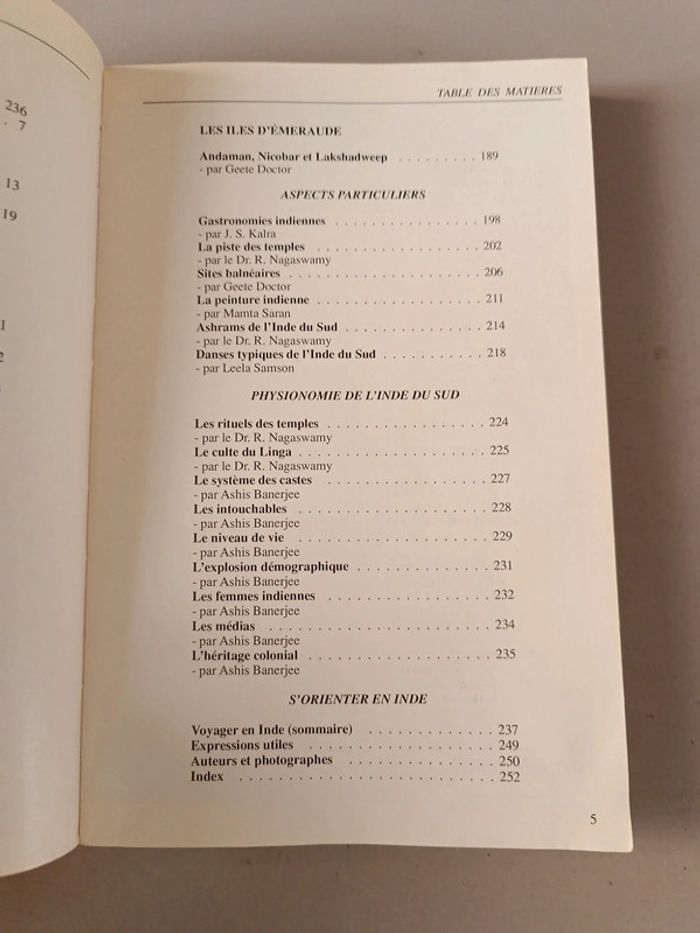 236
. 7
13
19
1
2
TABLE DES MATIERES
LES ILES D'ÉMERAUDE
Andaman, Nicobar et Lakshadweep . . . . . . . . . 189
- par Geete Doctor
ASPECTS PARTICULIERS
Gastronomies indiennes . . . . . . . . . . . . . . . . 198
- par J. S. Kalra
La piste des temples . . . . . . . . . . . . . . . . . . 202
- par le Dr. R. Nagaswamy
Sites balnéaires . . . . . . . . . . . . . . . . . . . . . 206
- par Geete Doctor
La peinture indienne . . . . . . . . . . . . . . . . . . 211
- par Mamta Saran
Ashrams de l'Inde du Sud . . . . . . . . . . . . . . . 214
- par le Dr. R. Nagaswamy
Danses typiques de l'Inde du Sud . . . . . . . . . . . 218
- par Leela Samson
PHYSIONOMIE DE L'INDE DU SUD
Les rituels des temples . . . . . . . . . . . . . . . . . 224
- par le Dr. R. Nagaswamy
Le culte du Linga . . . . . . . . . . . . . . . . . . . . 225
- par le Dr. R. Nagaswamy
Le système des castes . . . . . . . . . . . . . . . . . . 227
- par Ashis Banerjee
Les intouchables . . . . . . . . . . . . . . . . . . . . 228
- par Ashis Banerjee
Le niveau de vie . . . . . . . . . . . . . . . . . . . . 229
- par Ashis Banerjee
L'explosion démographique . . . . . . . . . . . . . . 231
- par Ashis Banerjee
Les femmes indiennes . . . . . . . . . . . . . . . . . 232
- par Ashis Banerjee
Les médias . . . . . . . . . . . . . . . . . . . . . . . 234
- par Ashis Banerjee
L'héritage colonial . . . . . . . . . . . . . . . . . . . 235
- par Ashis Banerjee
S'ORIENTER EN INDE
Voyager en Inde (sommaire) . . . . . . . . . . . . . 237
Expressions utiles . . . . . . . . . . . . . . . . . . . 249
Auteurs et photographes . . . . . . . . . . . . . . . 250
Index . . . . . . . . . . . . . . . . . . . . . . . . . . 252
5